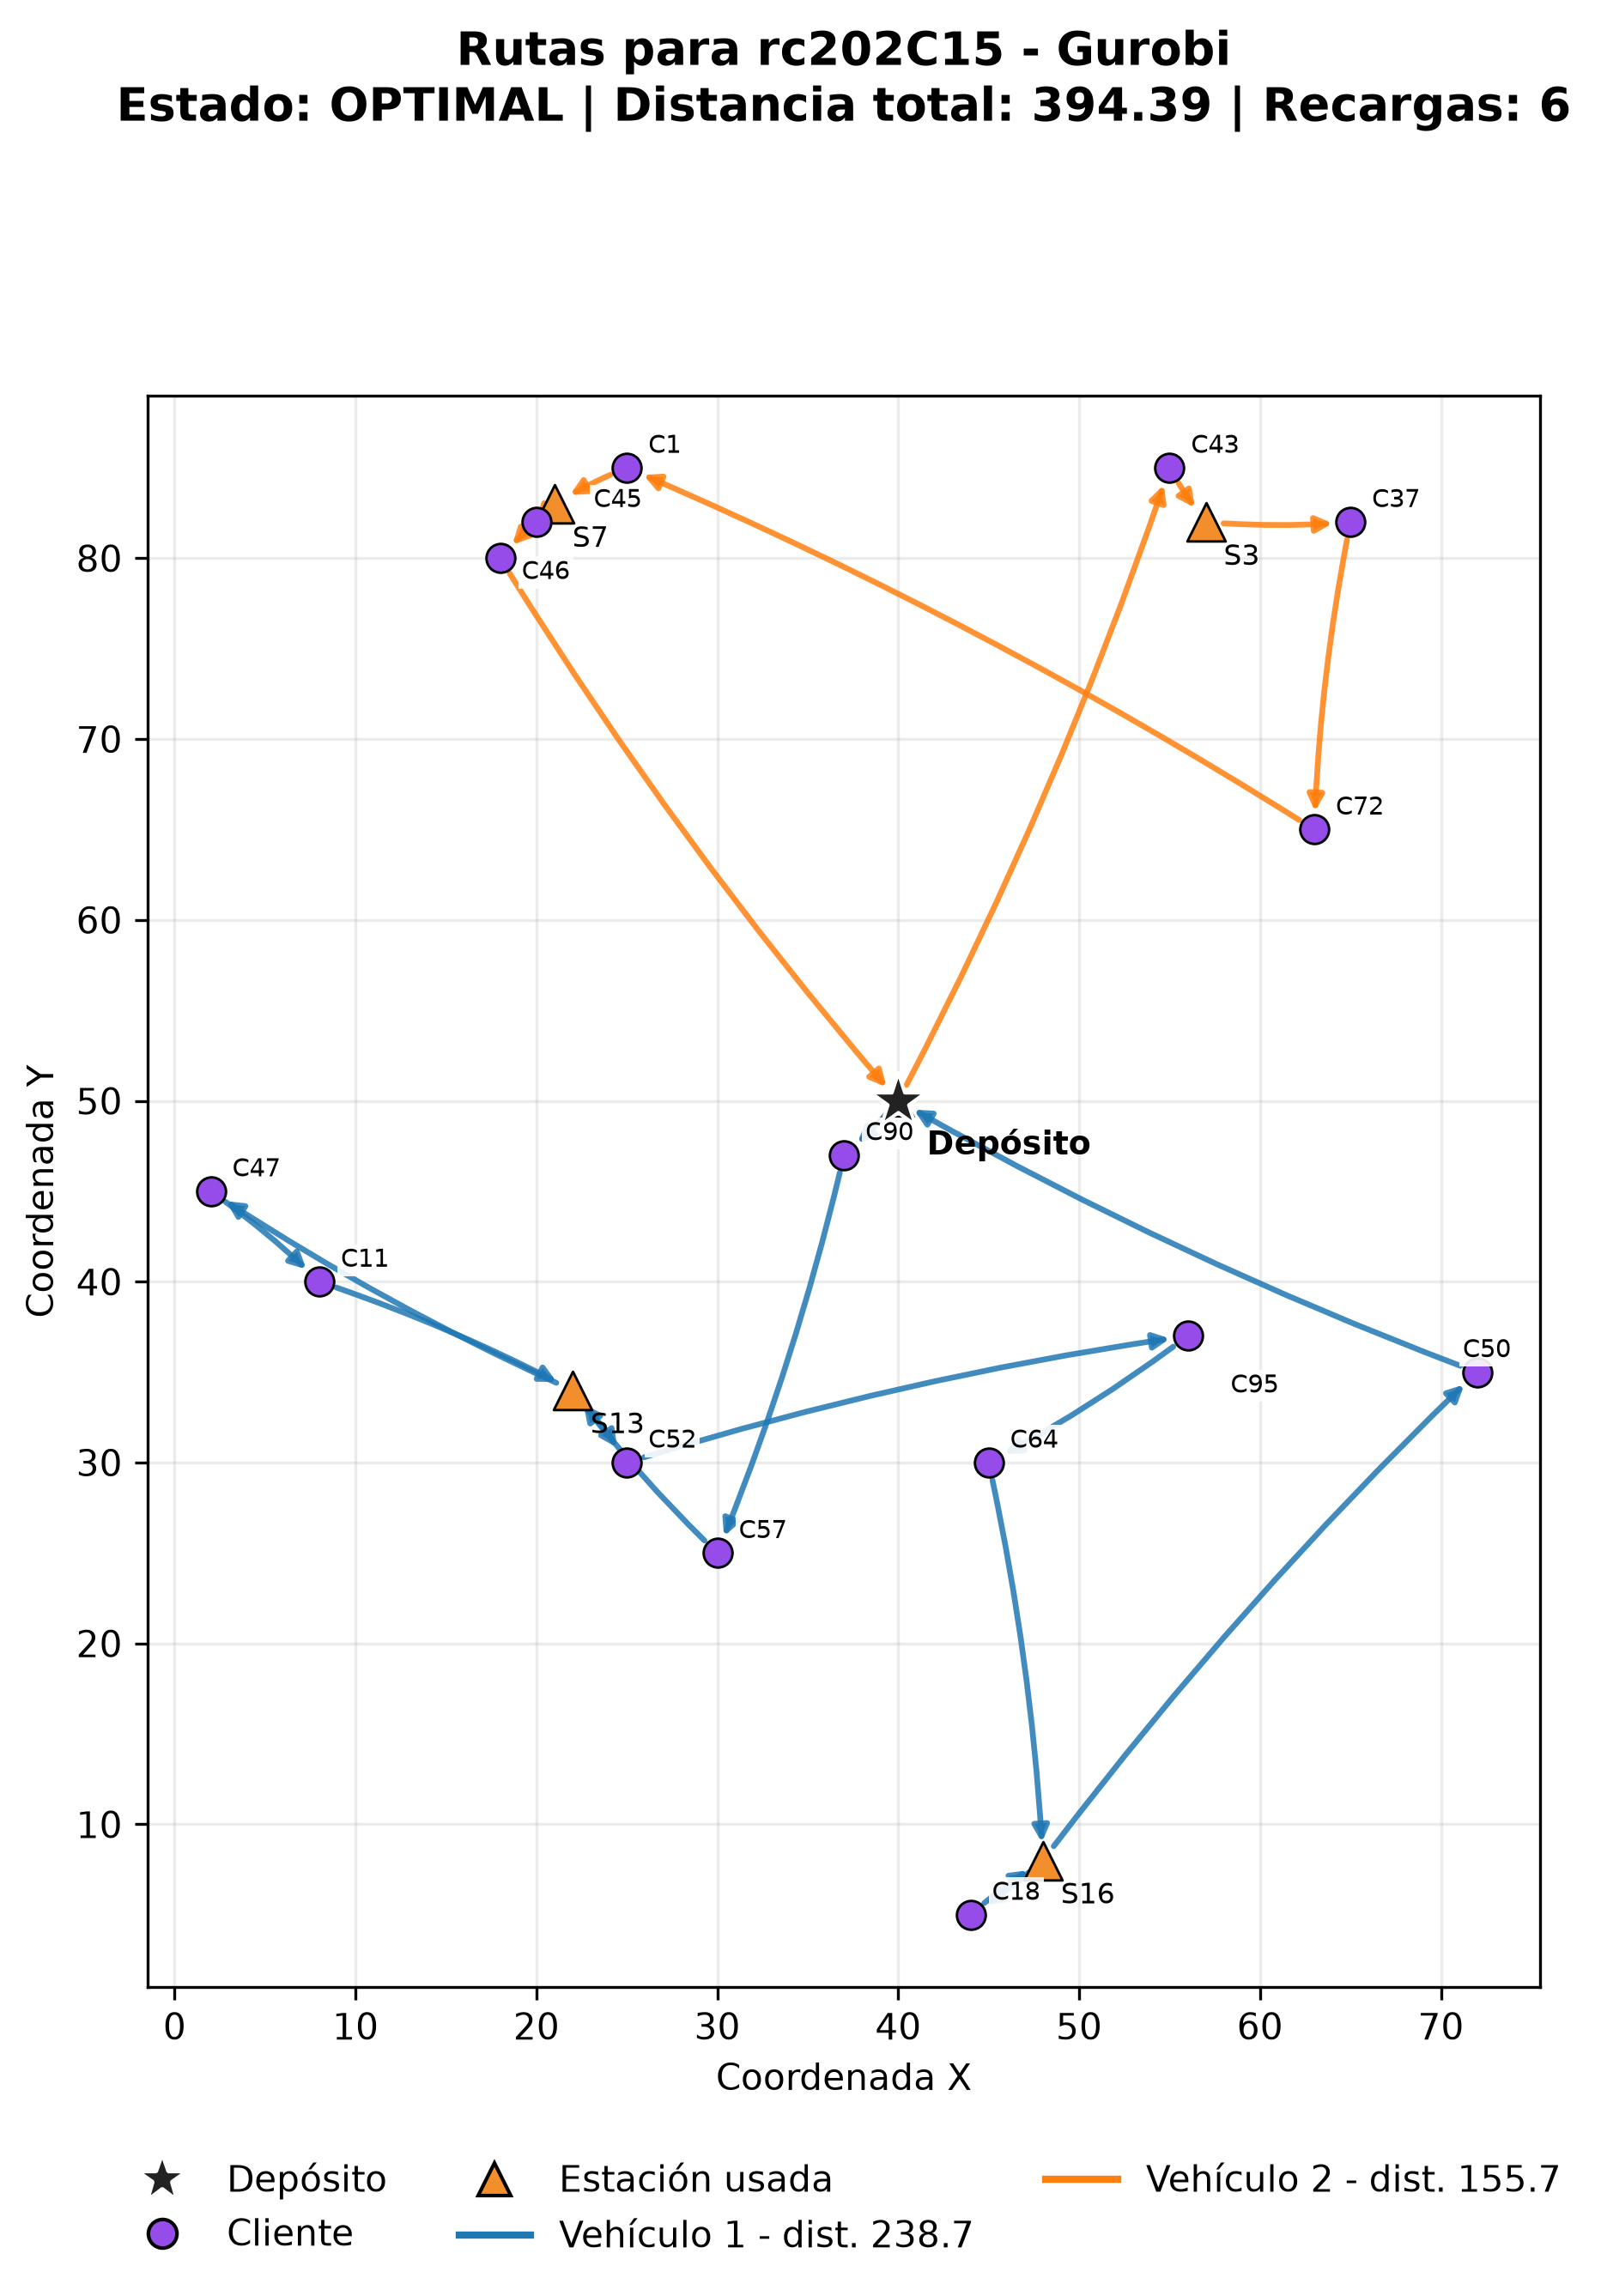 Rutas para rc202C15 - Gurobi
Estado: OPTIMAL | Distancia total: 394.39 | Recargas: 6
C1
C43
C45
C37
S7
S3
C46
80
70
C72
60
50
C90
Depósito
C47
C11
40
C50
C95
S13
C52
C64
30
C57
20
10
C18
S16
Coordenada Y
0 10 20 30 40 50 60 70
Coordenada X
Depósito
Estación usada
Vehículo 2 - dist. 155.7
Cliente
Vehículo 1 - dist. 238.7